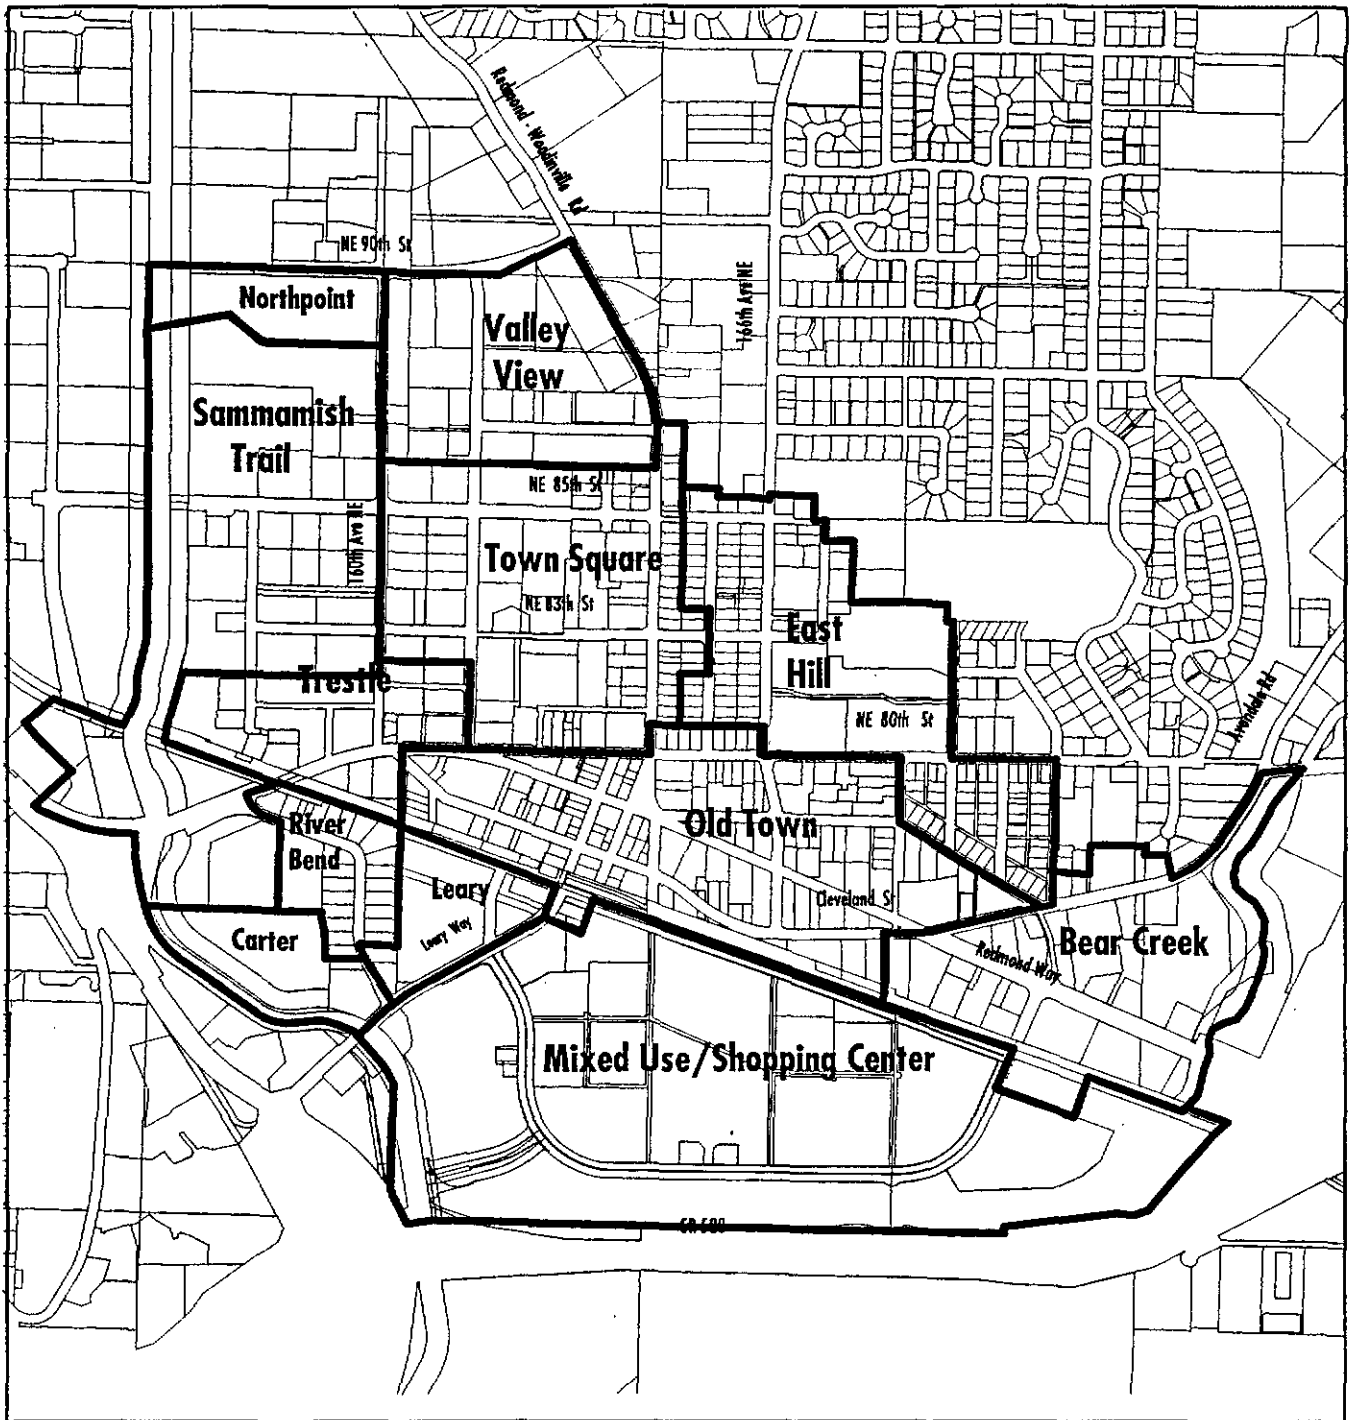 Redmond - Woodinville Rd
NE 90th St
Northpoint
166th Ave NE
Valley
View
Sammamish
Trail
NE 85th St
160th Ave NE
Town Square
NE 83th St
East
Hill
Trestle
NE 80th St
Avondale Rd
River
Bend
Old Town
Leary
Cleveland St
Leary Way
Carter
Bear Creek
Redmond Way
Mixed Use/Shopping Center